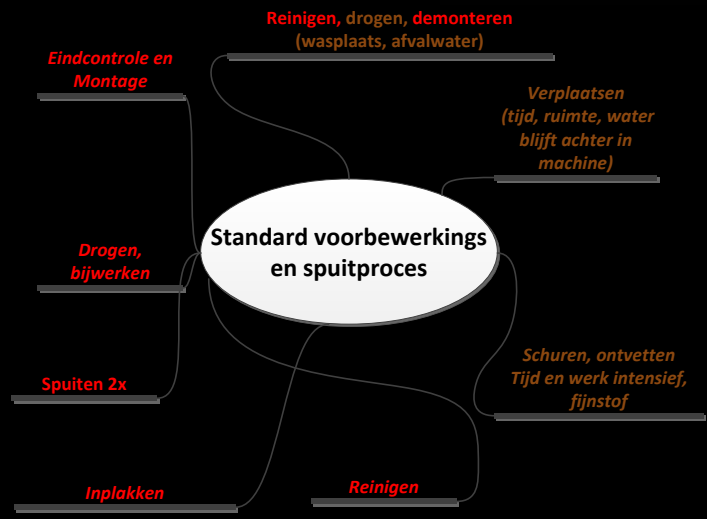 Reinigen, drogen, demonteren
(wasplaats, afvalwater)
Eindcontrole en
Montage
Verplaatsen
(tijd, ruimte, water
blijft achter in
machine)
Standard voorbewerkings
en spuitproces
Drogen,
bijwerken
Schuren, ontvetten
Tijd en werk intensief,
fijnstof
Spuiten 2x
Inplakken
Reinigen